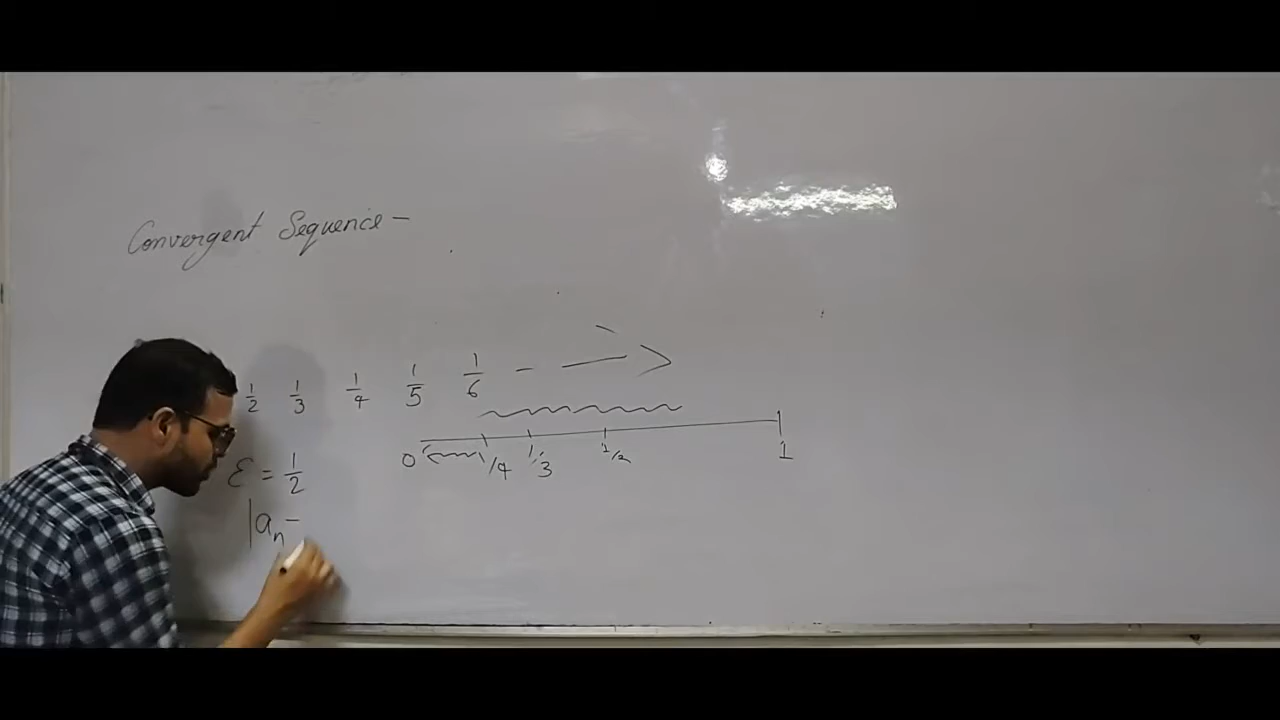 Convergent Sequence -
1/2 1/3 1/4 1/5 1/6 - — >
0 1/4 1/3 1/2 1
ε = 1/2
|aₙ -